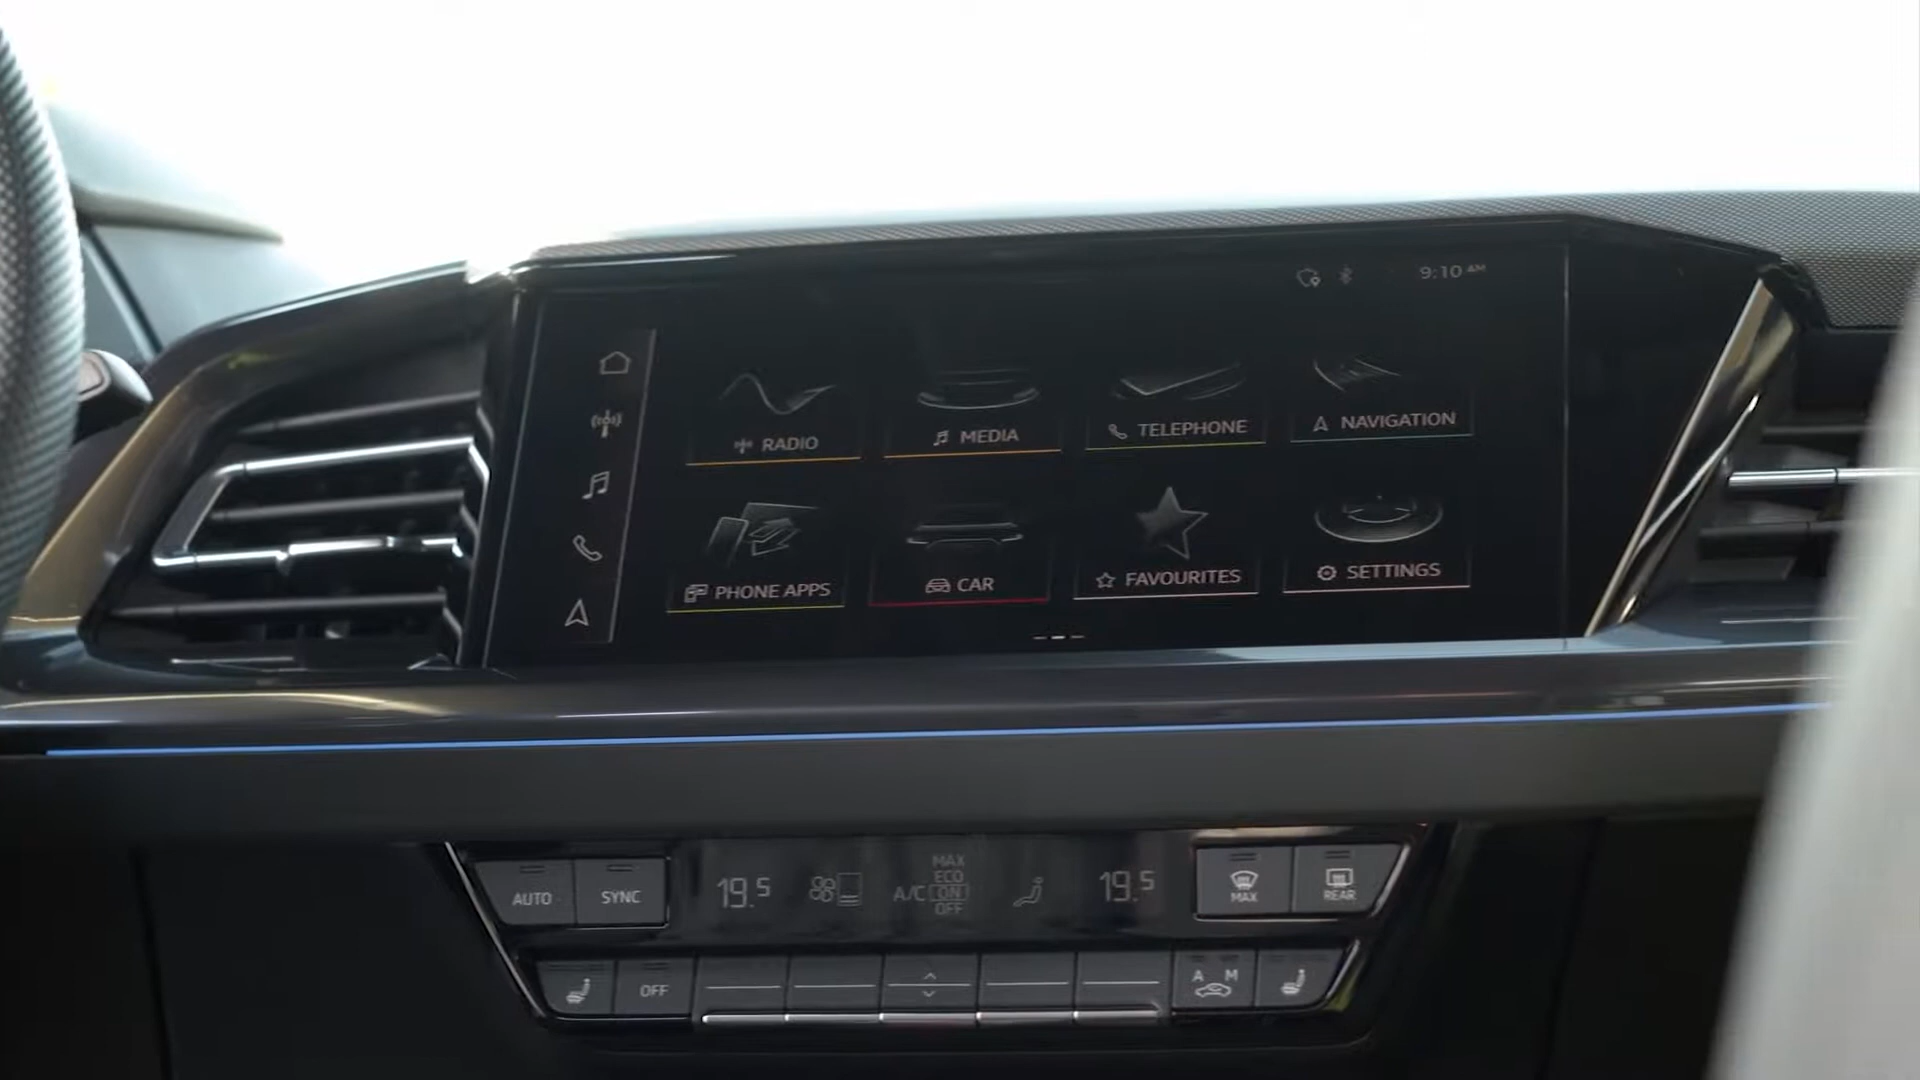 9:10 AM
RADIO
MEDIA
TELEPHONE
NAVIGATION
PHONE APPS
CAR
FAVOURITES
SETTINGS
AUTO
SYNC
19.5
A/C
MAX
ECO
ON
OFF
19.5
MAX
REAR
OFF
A M